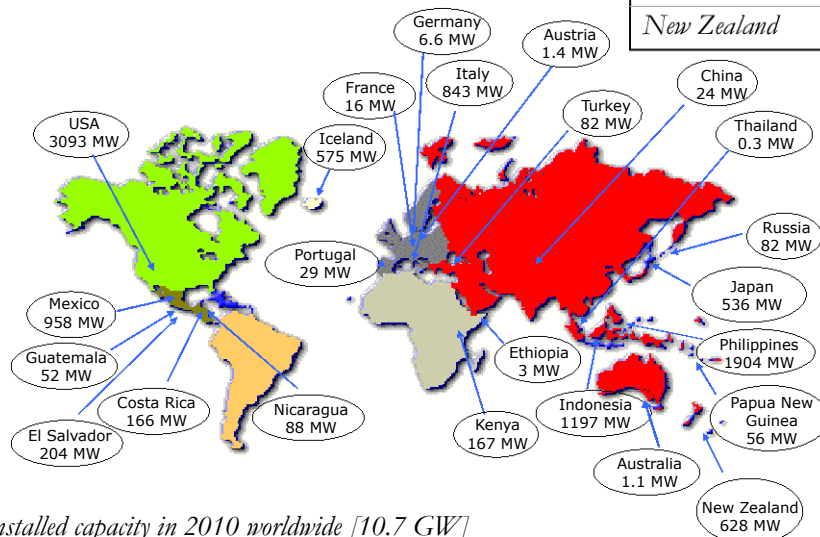 New Zealand
Germany
6.6 MW
Austria
1.4 MW
France
16 MW
Italy
843 MW
China
24 MW
USA
3093 MW
Iceland
575 MW
Turkey
82 MW
Thailand
0.3 MW
Portugal
29 MW
Russia
82 MW
Japan
536 MW
Mexico
958 MW
Guatemala
52 MW
Costa Rica
166 MW
Nicaragua
88 MW
El Salvador
204 MW
Ethiopia
3 MW
Kenya
167 MW
Philippines
1904 MW
Indonesia
1197 MW
Papua New
Guinea
56 MW
Australia
1.1 MW
New Zealand
628 MW
nstalled capacity in 2010 worldwide [10.7 GW]